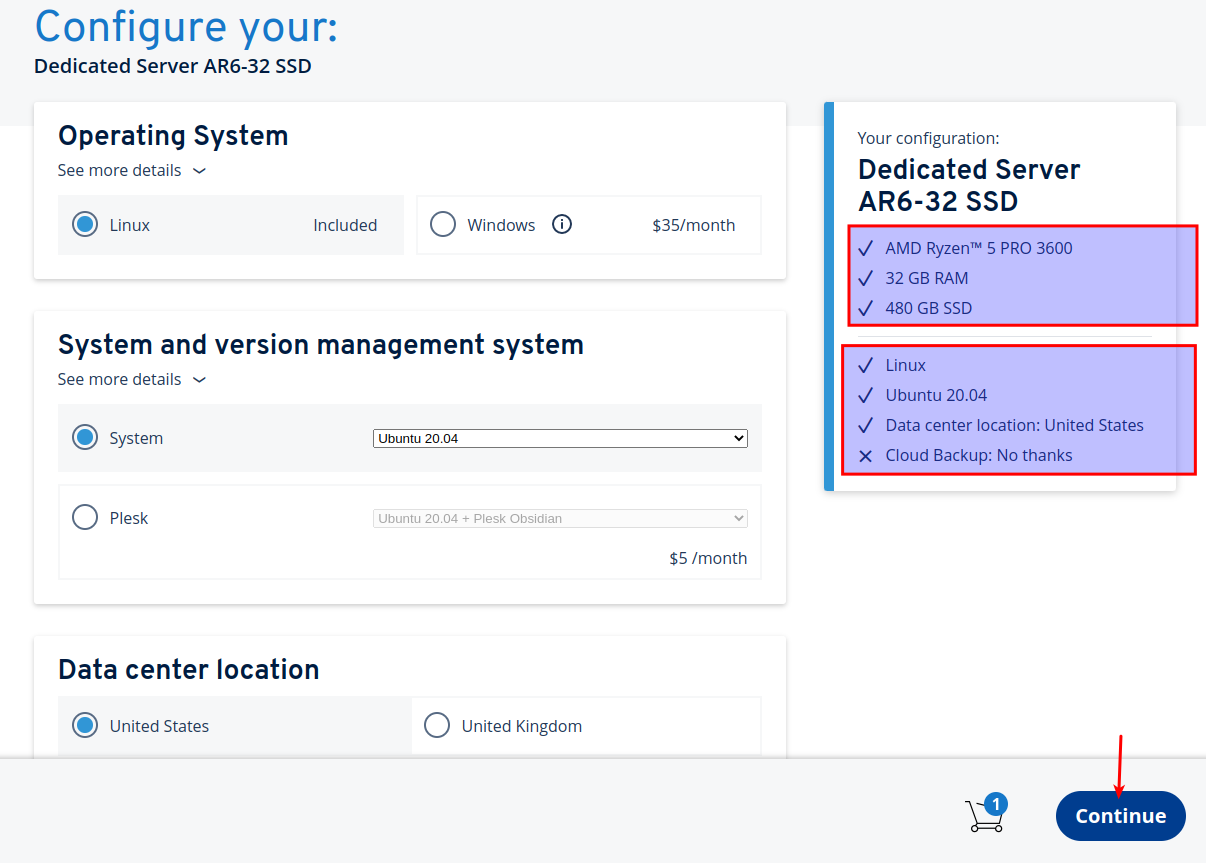 Configure your:
Dedicated Server AR6-32 SSD
Operating System
See more details
Linux Included
Windows Ⓘ $35/month
System and version management system
See more details
System Ubuntu 20.04
Plesk Ubuntu 20.04 + Plesk Obsidian
$5 /month
Data center location
United States United Kingdom
Your configuration:
Dedicated Server
AR6-32 SSD
AMD Ryzen™ 5 PRO 3600
32 GB RAM
480 GB SSD
Linux
Ubuntu 20.04
Data center location: United States
Cloud Backup: No thanks
1
Continue